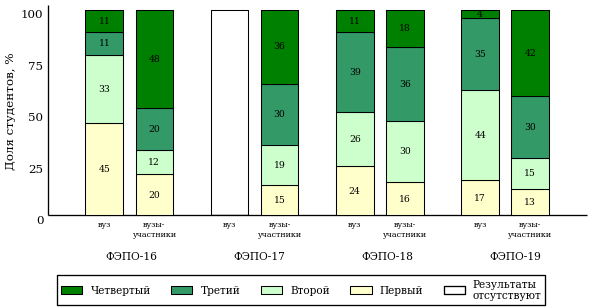 Доля студентов, %
100
75
50
25
0
11
11
33
45
48
20
12
20
36
30
19
15
11
39
26
24
18
36
30
16
4
35
44
17
42
30
15
13
вуз
вузы-
участники
вуз
вузы-
участники
вуз
вузы-
участники
вуз
вузы-
участники
ФЭПО-16 ФЭПО-17 ФЭПО-18 ФЭПО-19
Четвертый Третий Второй Первый Результаты
отсутствуют